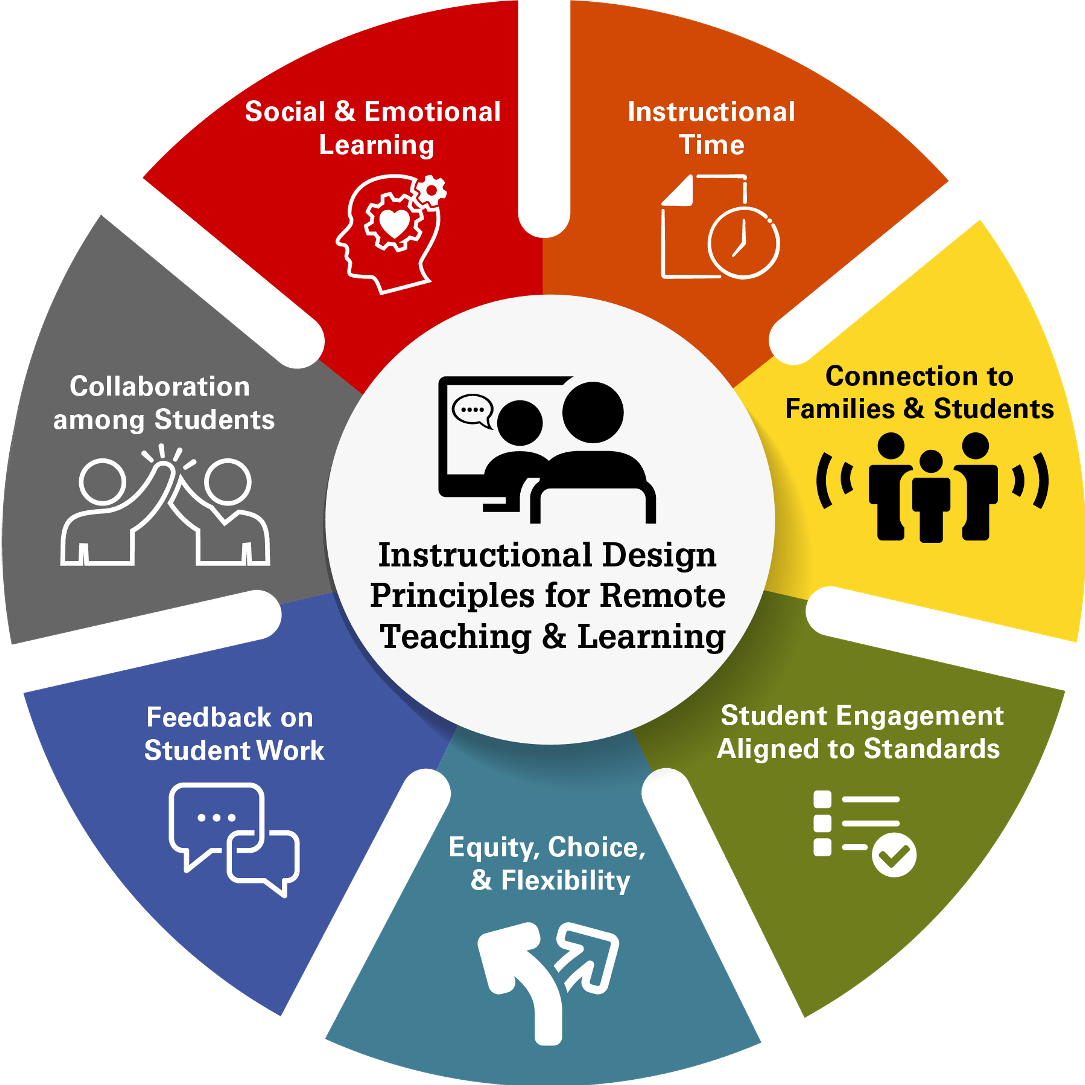 Social & Emotional
Learning
Instructional
Time
Connection to
Families & Students
Student Engagement
Aligned to Standards
Equity, Choice,
& Flexibility
Feedback on
Student Work
Collaboration
among Students
Instructional Design
Principles for Remote
Teaching & Learning